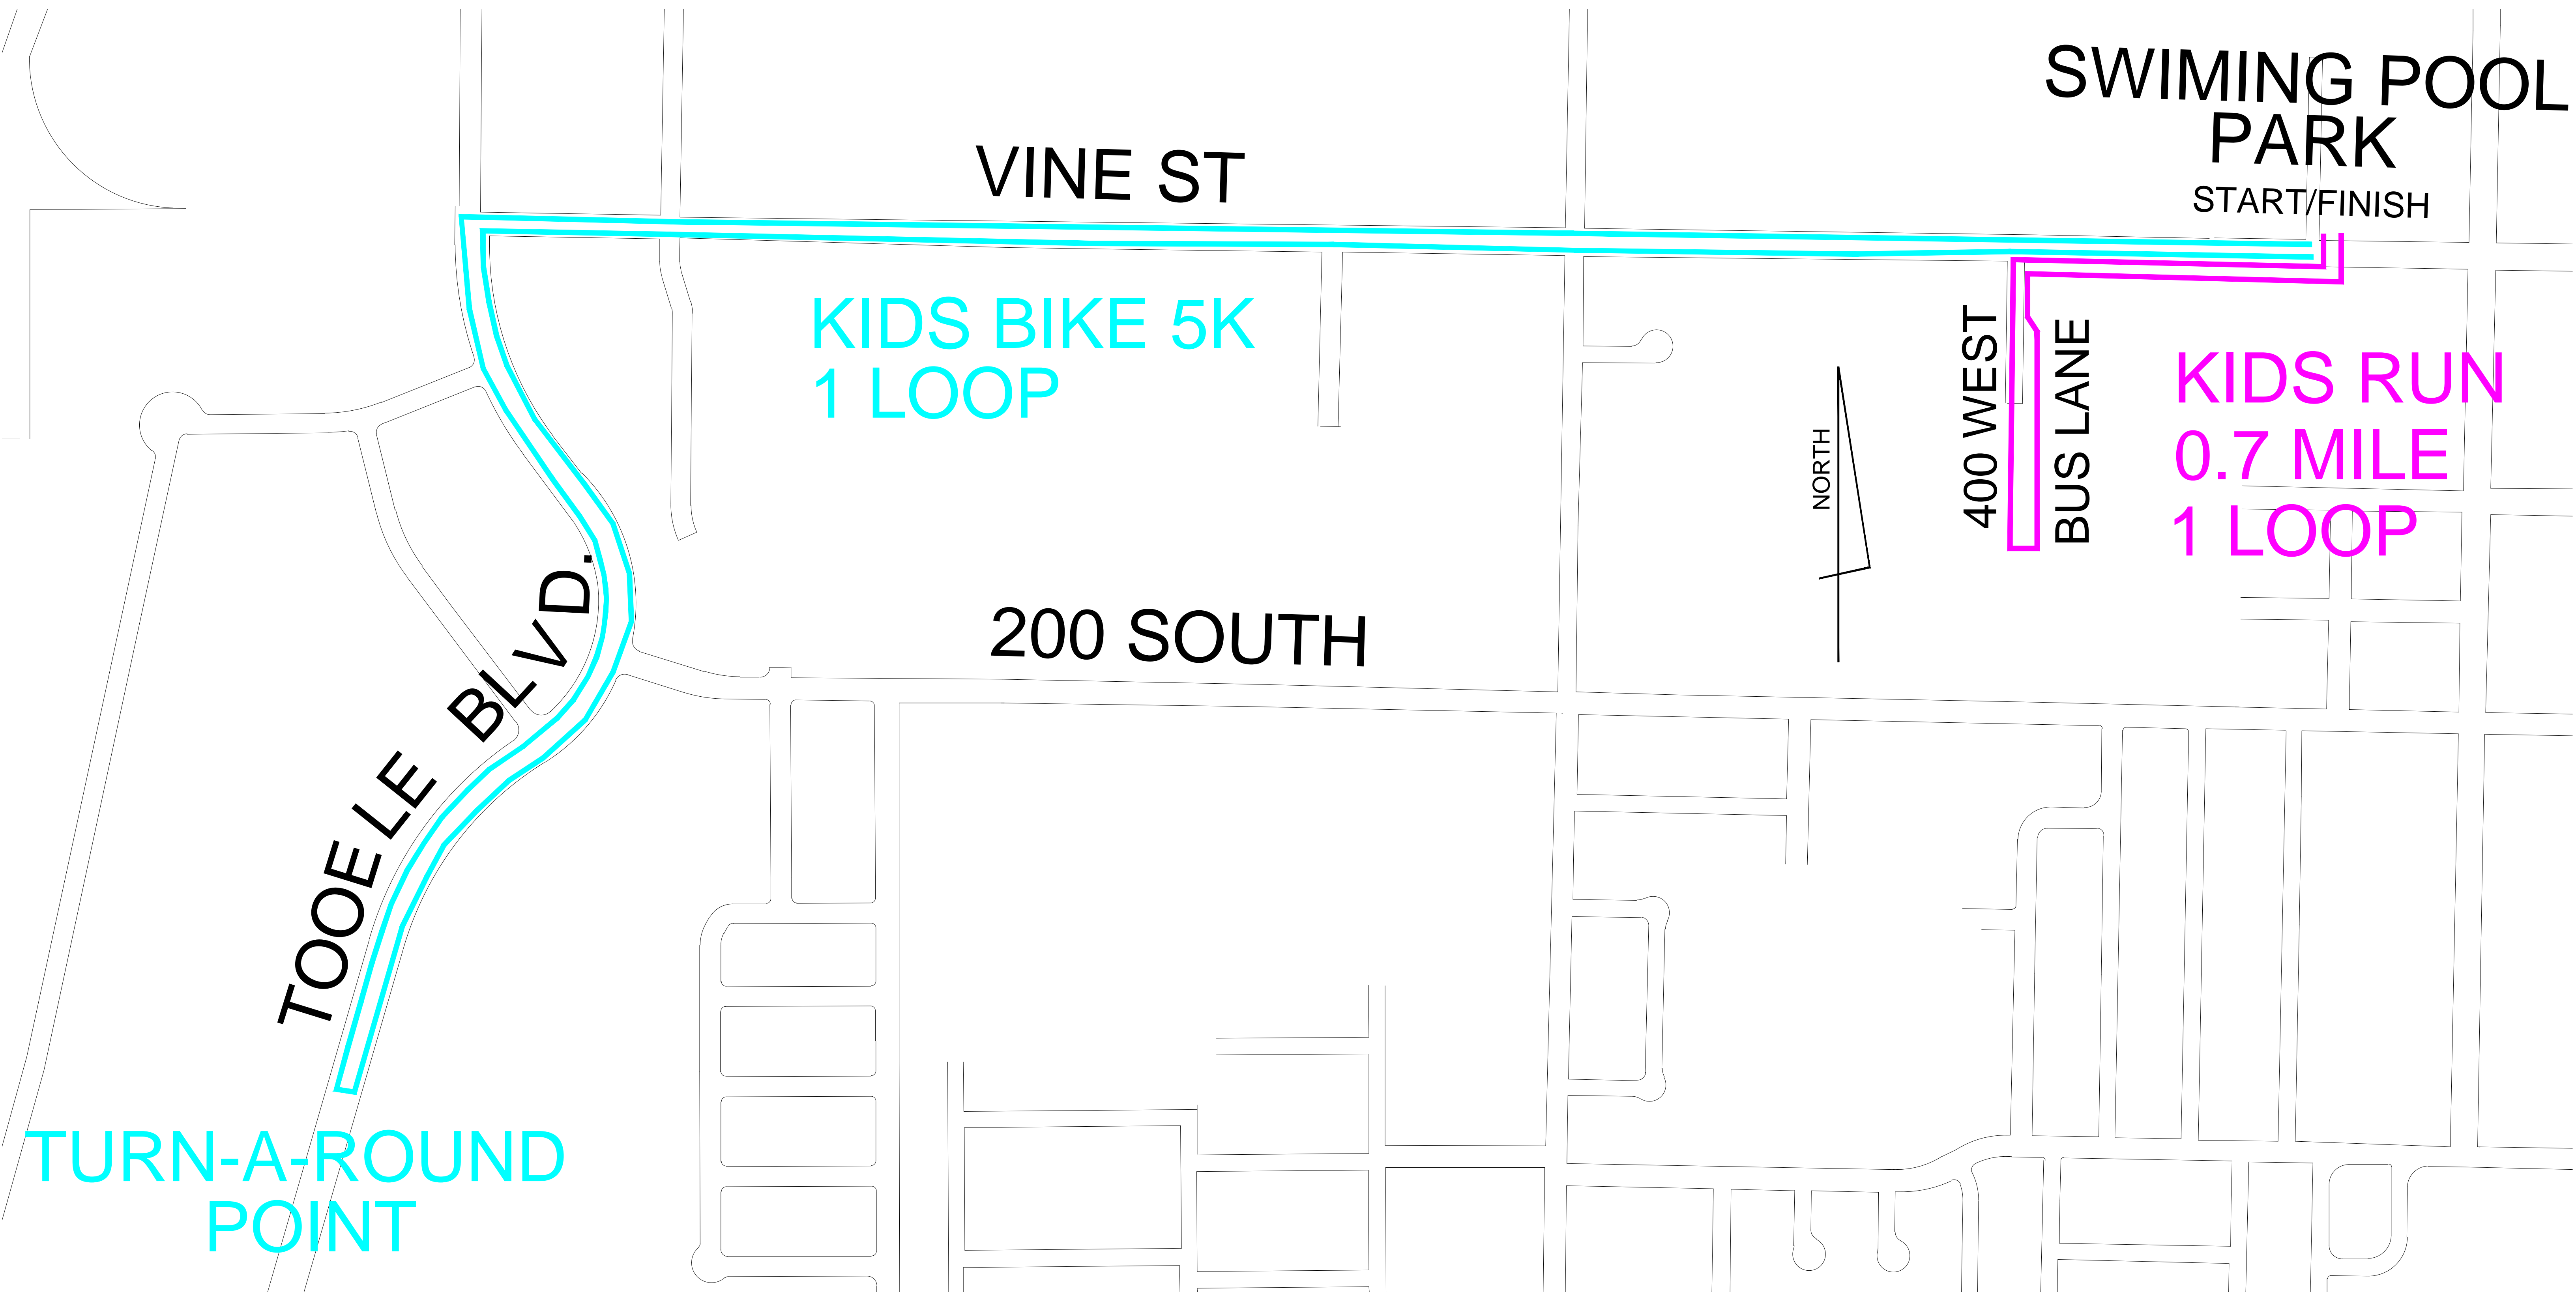 SWIMING POOL
PARK
START/FINISH
VINE ST
KIDS BIKE 5K
1 LOOP
400 WEST
BUS LANE
KIDS RUN
0.7 MILE
1 LOOP
NORTH
200 SOUTH
TOOELE BLVD.
TURN-A-ROUND
POINT